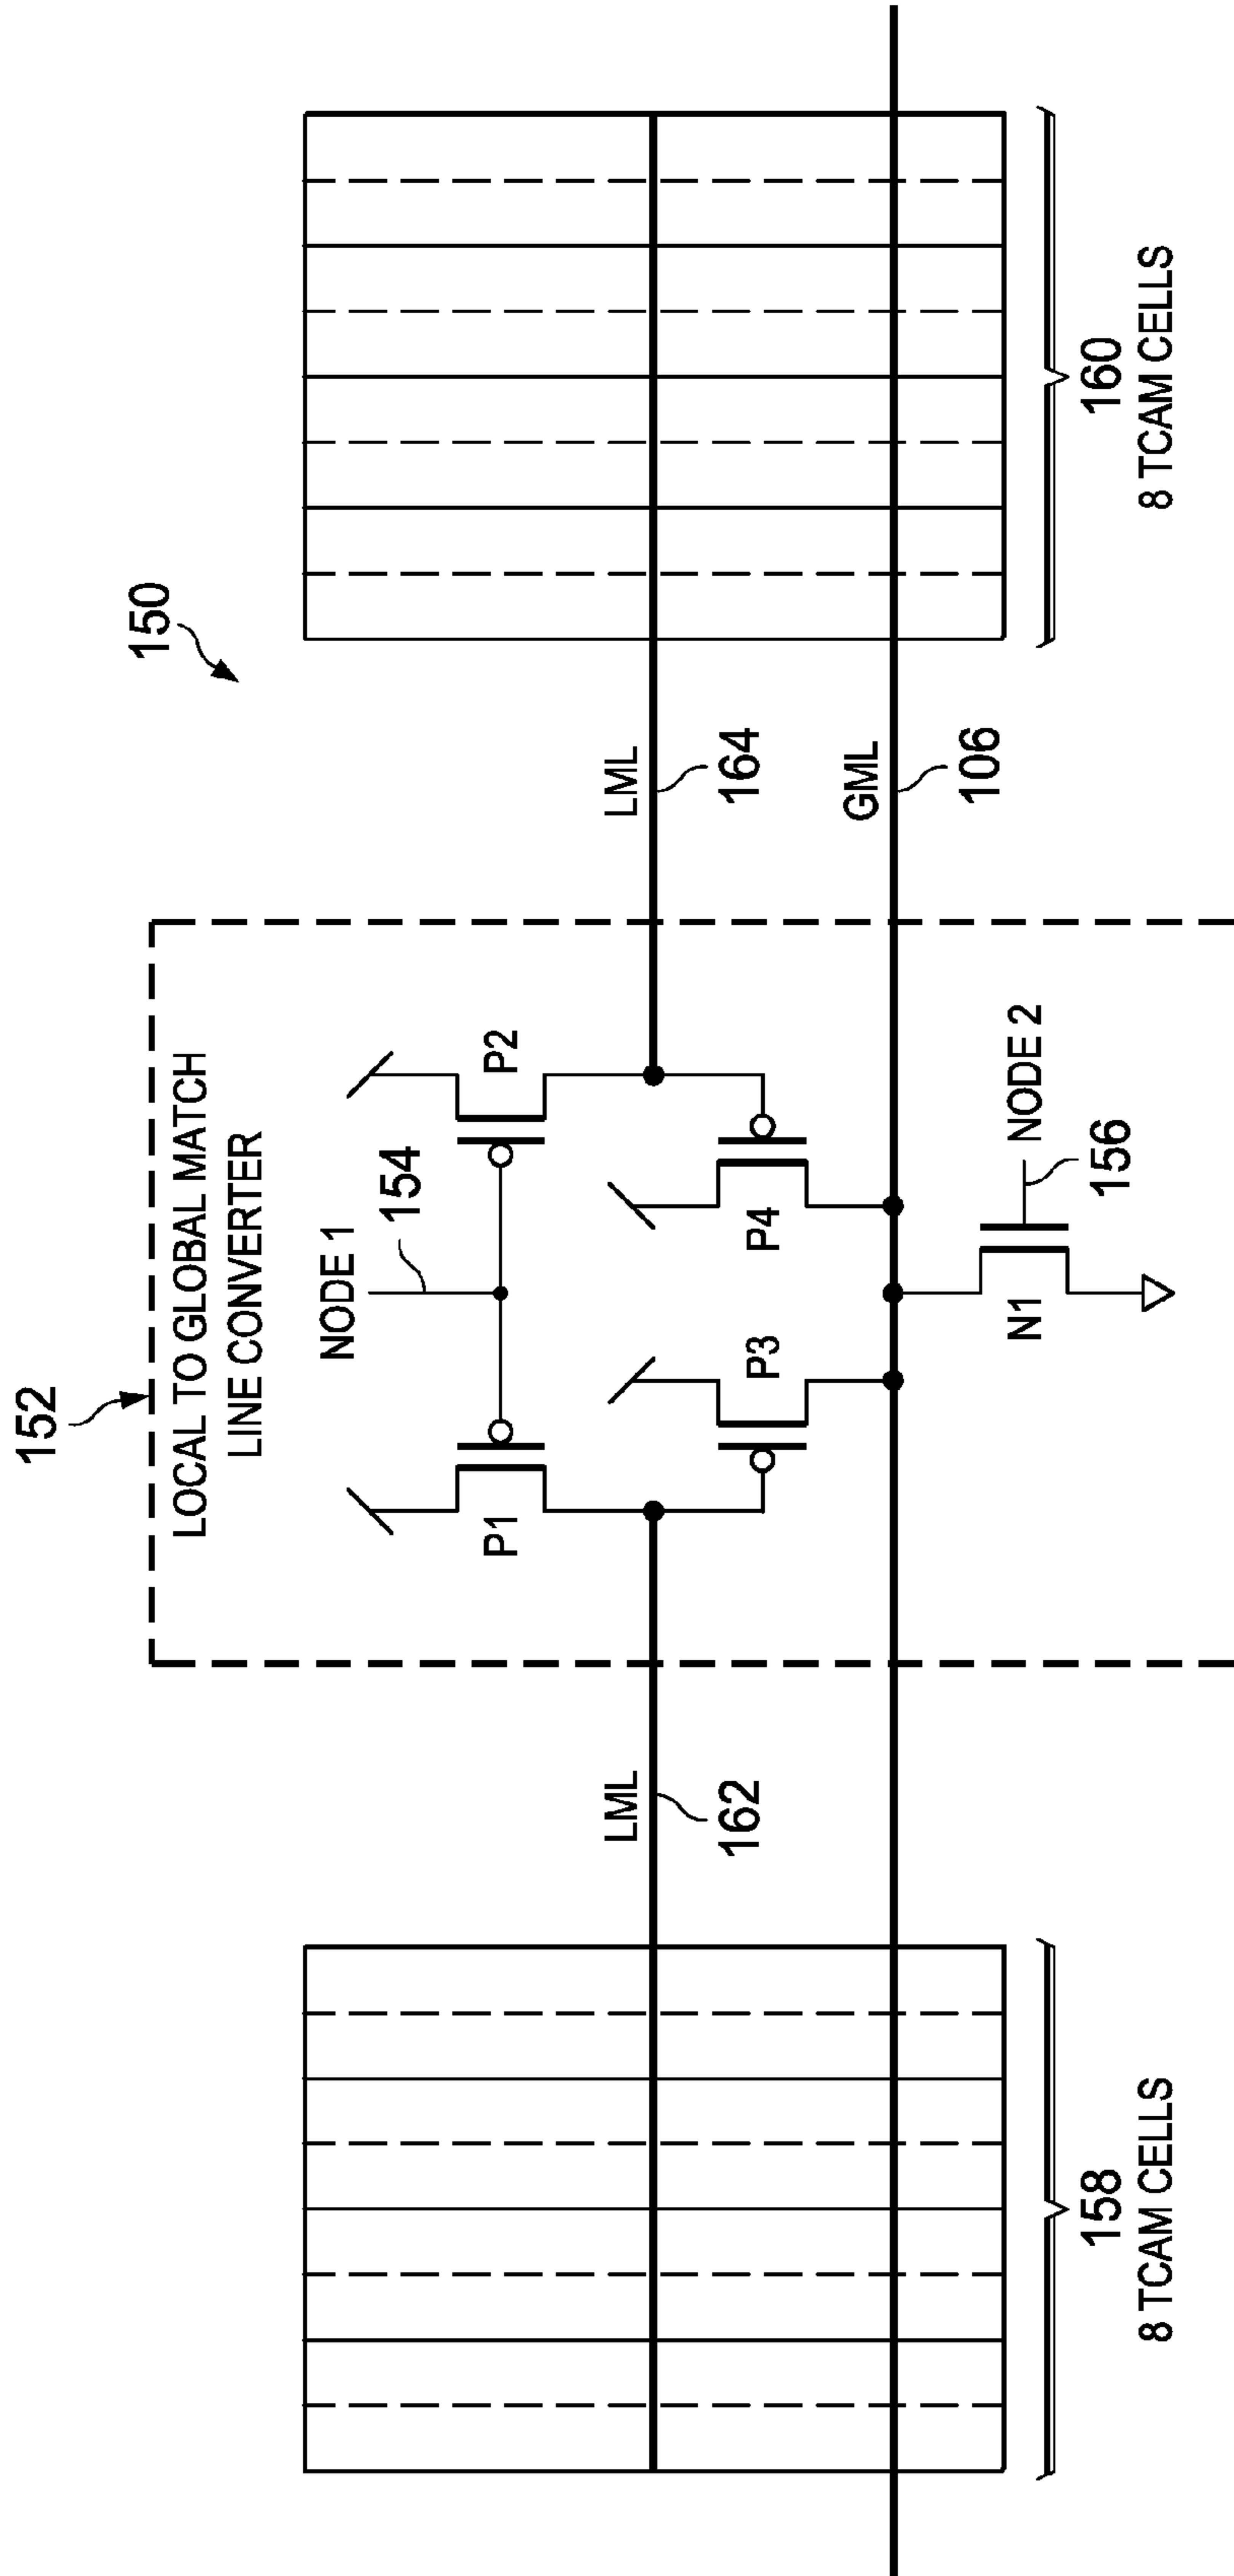 150
152
LOCAL TO GLOBAL MATCH
LINE CONVERTER
NODE 1
154
P1
P2
LML
162
LML
164
P3
P4
GML
106
N1
NODE 2
156
158
8 TCAM CELLS
160
8 TCAM CELLS